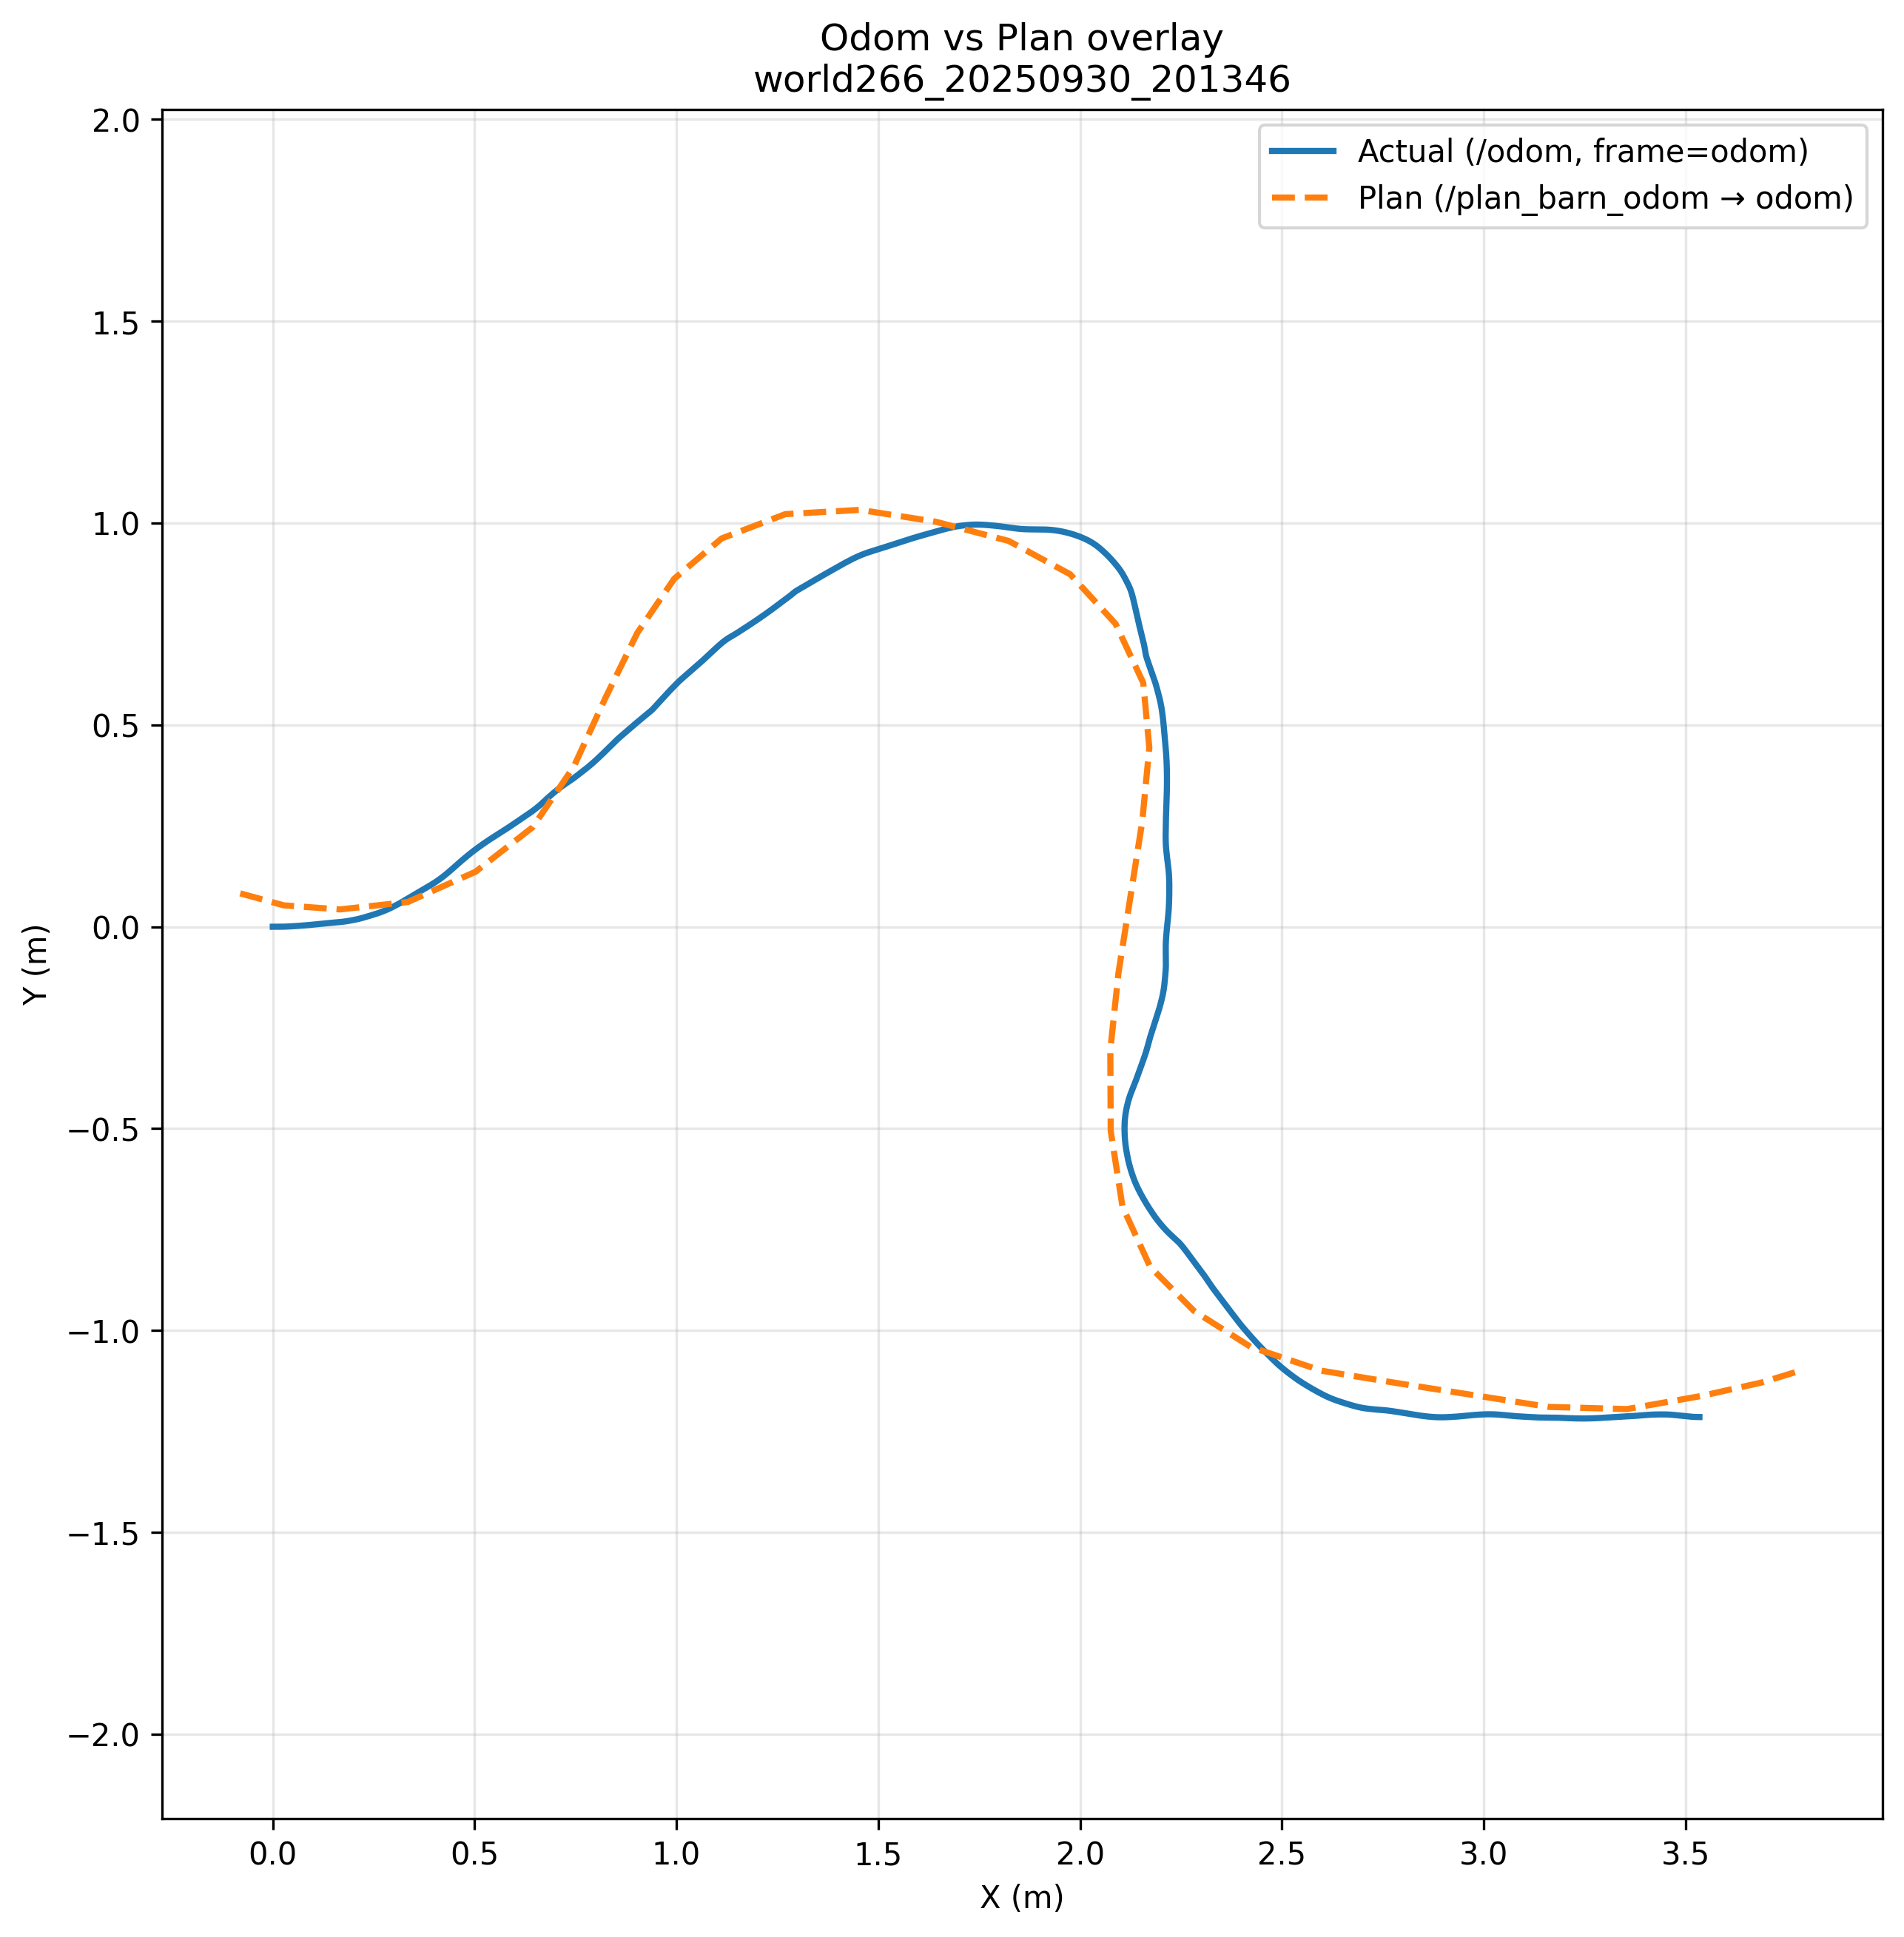 Odom vs Plan overlay
world266_20250930_201346
Actual (/odom, frame=odom)
Plan (/plan_barn_odom → odom)
2.0
1.5
1.0
0.5
0.0
−0.5
−1.0
−1.5
−2.0
Y (m)
0.0 0.5 1.0 1.5 2.0 2.5 3.0 3.5
X (m)